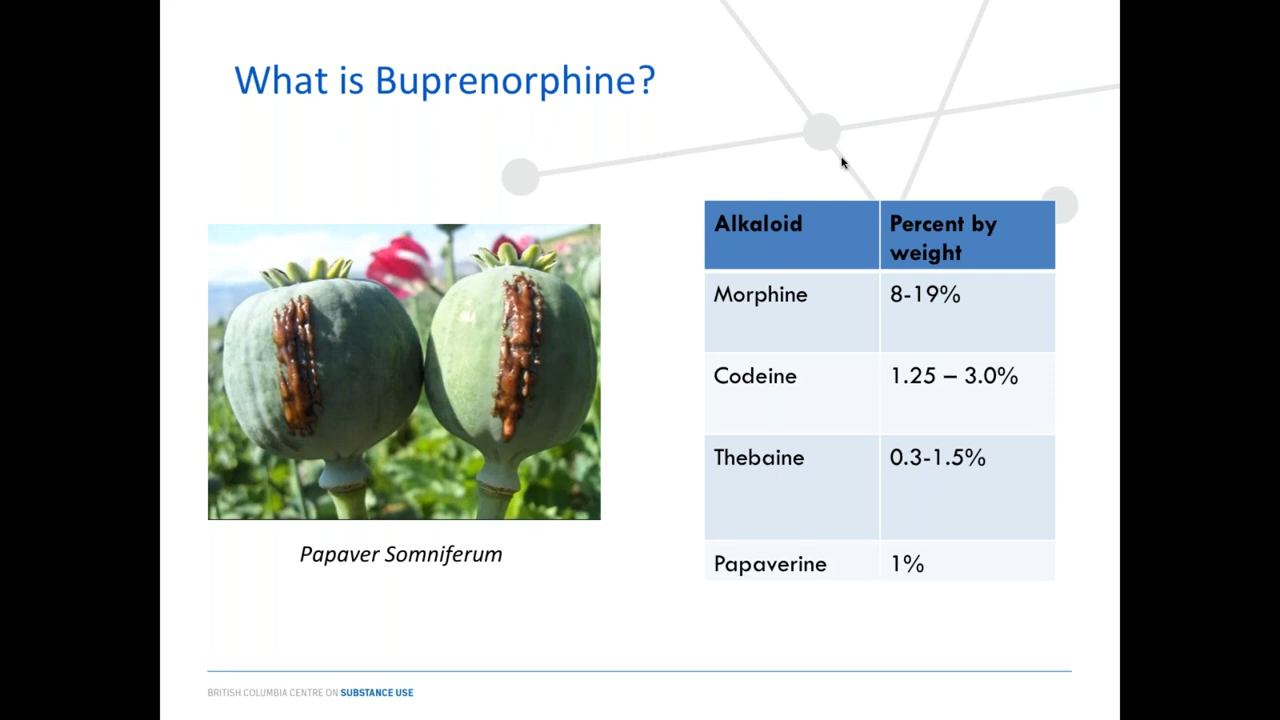 What is Buprenorphine?
Alkaloid Percent by
weight
Morphine 8-19%
Codeine 1.25 – 3.0%
Thebaine 0.3-1.5%
Papaverine 1%
Papaver Somniferum
BRITISH COLUMBIA CENTRE ON SUBSTANCE USE